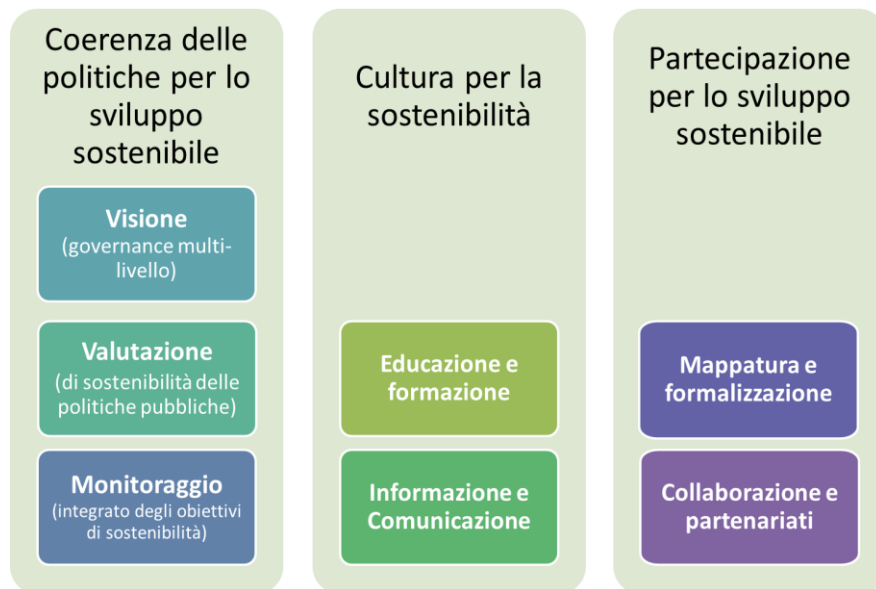 Coerenza delle
politiche per lo
sviluppo
sostenibile
Visione
(governance multi-
livello)
Valutazione
(di sostenibilità delle
politiche pubbliche)
Monitoraggio
(integrato degli obiettivi
di sostenibilità)
Cultura per la
sostenibilità
Educazione e
formazione
Informazione e
Comunicazione
Partecipazione
per lo sviluppo
sostenibile
Mappatura e
formalizzazione
Collaborazione e
partenariati